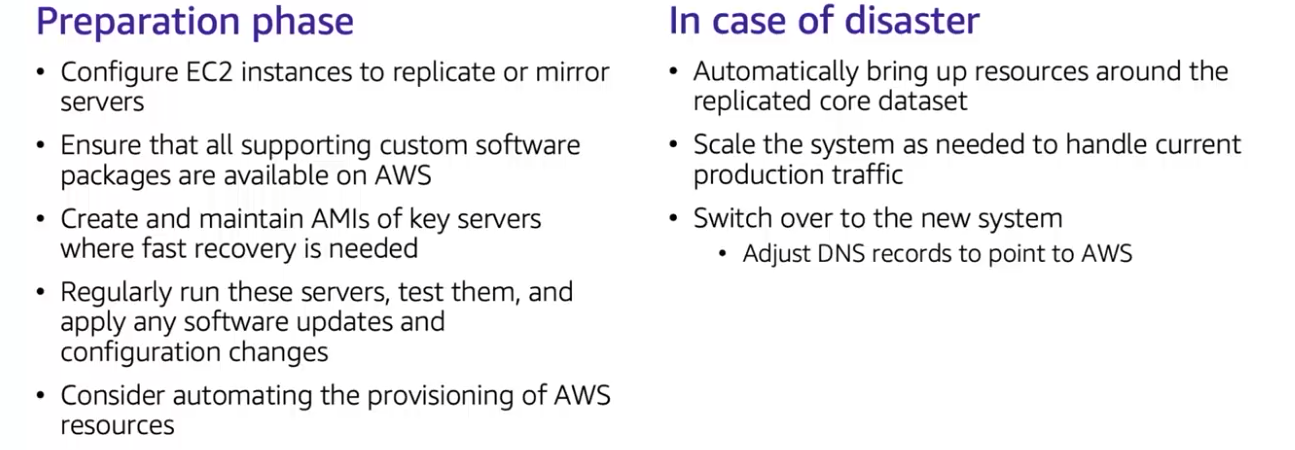 Preparation phase
• Configure EC2 instances to replicate or mirror
servers
• Ensure that all supporting custom software
packages are available on AWS
• Create and maintain AMIs of key servers
where fast recovery is needed
• Regularly run these servers, test them, and
apply any software updates and
configuration changes
• Consider automating the provisioning of AWS
resources
In case of disaster
• Automatically bring up resources around the
replicated core dataset
• Scale the system as needed to handle current
production traffic
• Switch over to the new system
• Adjust DNS records to point to AWS